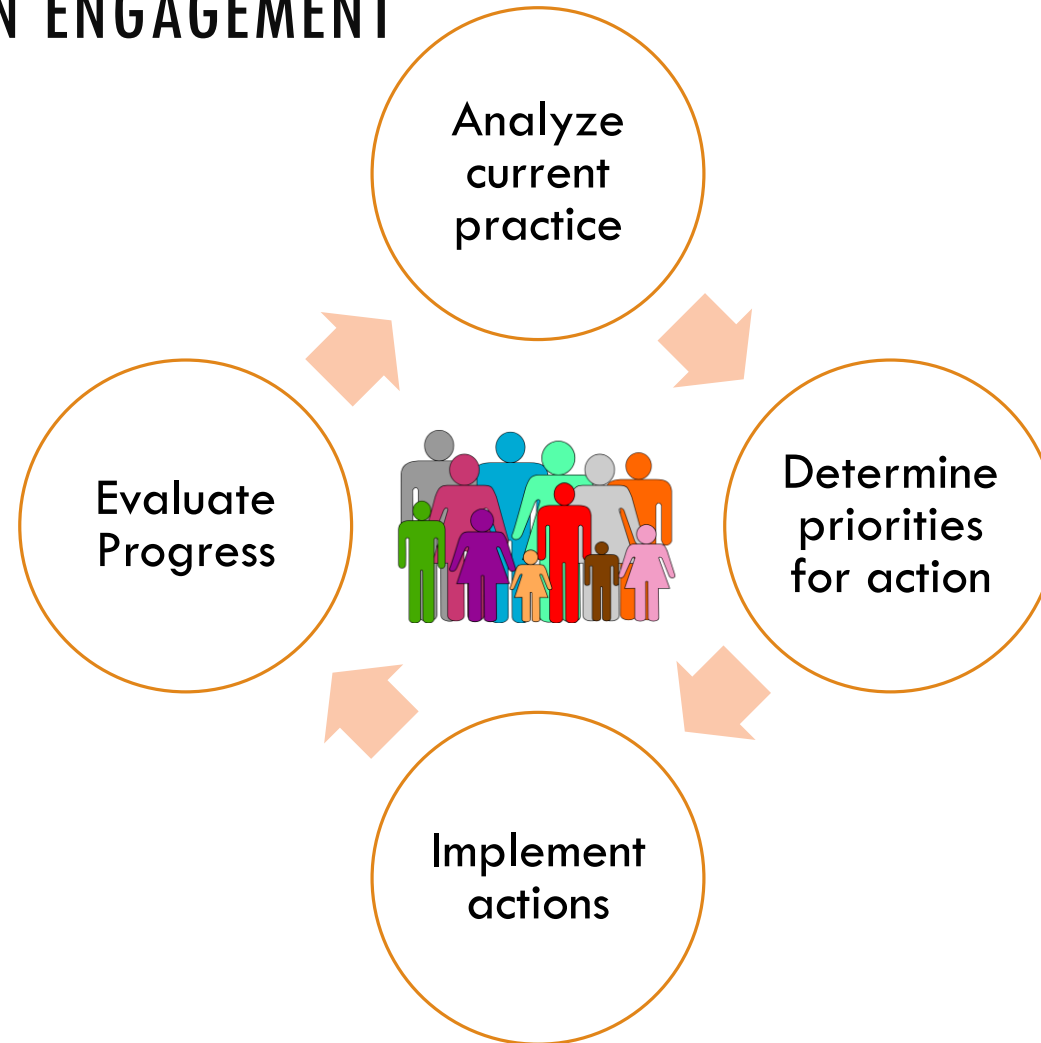 N ENGAGEMENT
Analyze
current
practice
Determine
priorities
for action
Implement
actions
Evaluate
Progress